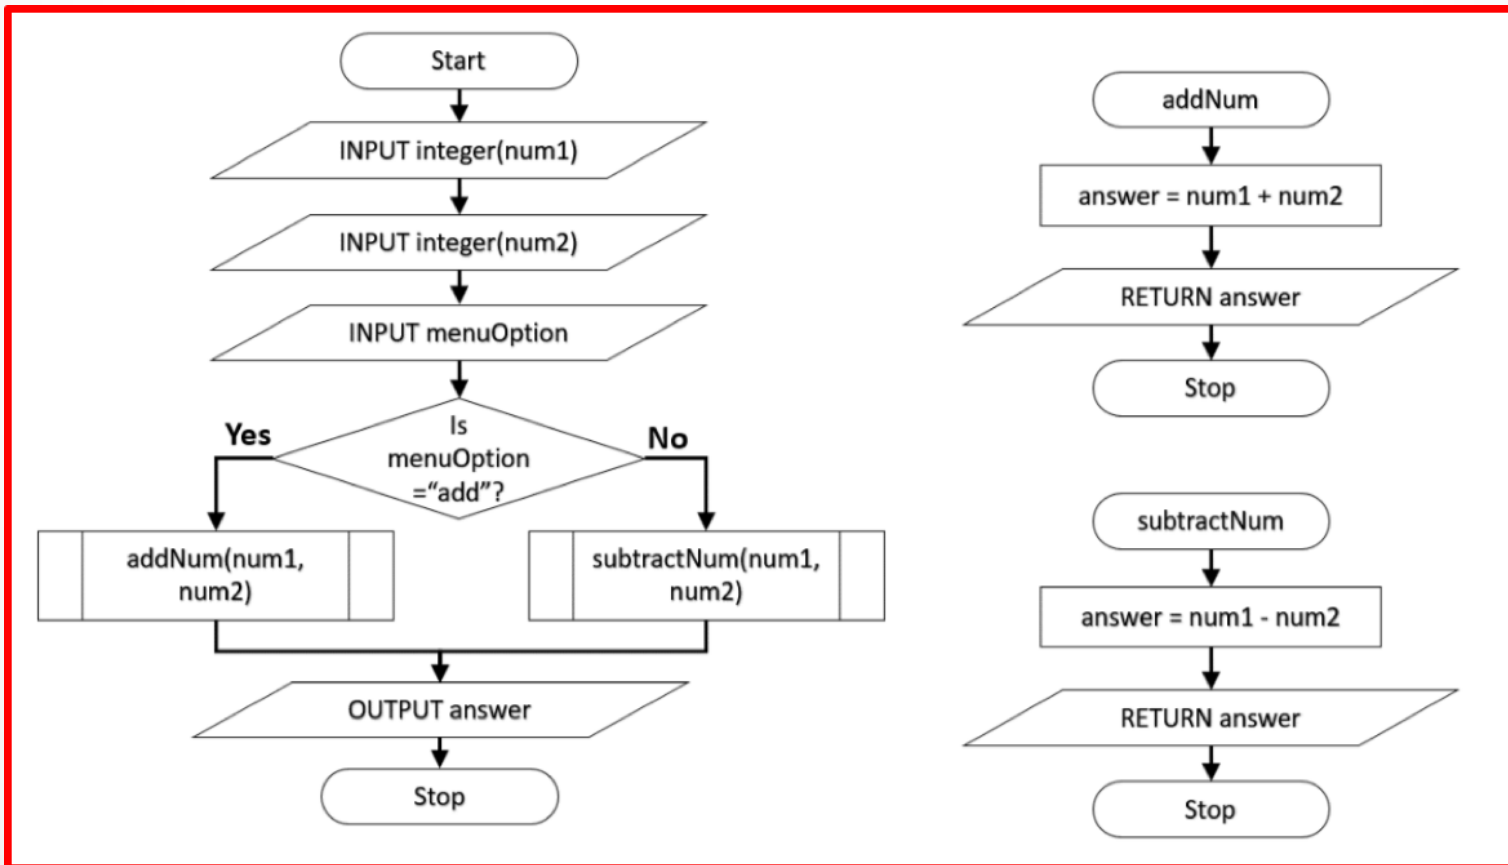 Start
INPUT integer(num1)
INPUT integer(num2)
INPUT menuOption
Is
menuOption
=“add”?
Yes
No
addNum(num1,
num2)
subtractNum(num1,
num2)
OUTPUT answer
Stop
addNum
answer = num1 + num2
RETURN answer
Stop
subtractNum
answer = num1 - num2
RETURN answer
Stop